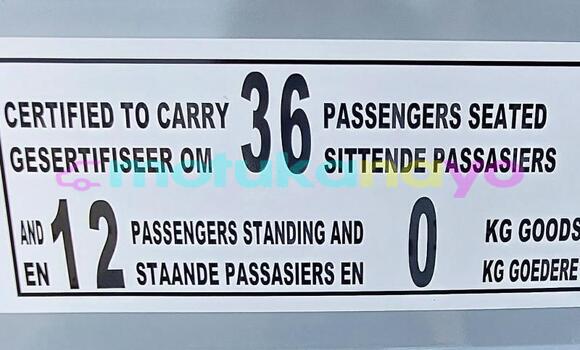 CERTIFIED TO CARRY 36 PASSENGERS SEATED
GESERTIFISEER OM SITTENDE PASSASIERS
motukanayo
AND 12 PASSENGERS STANDING AND 0 KG GOODS
EN STAANDE PASSASIERS EN KG GOEDERE